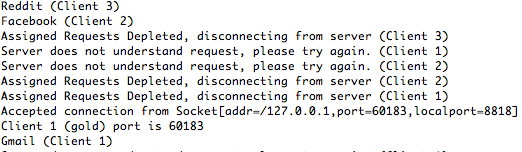 Reddit (Client 3)
Facebook (Client 2)
Assigned Requests Depleted, disconnecting from server (Client 3)
Server does not understand request, please try again. (Client 1)
Server does not understand request, please try again. (Client 2)
Assigned Requests Depleted, disconnecting from server (Client 2)
Assigned Requests Depleted, disconnecting from server (Client 1)
Accepted connection from Socket[addr=/127.0.0.1,port=60183,localport=8818]
Client 1 (gold) port is 60183
Gmail (Client 1)